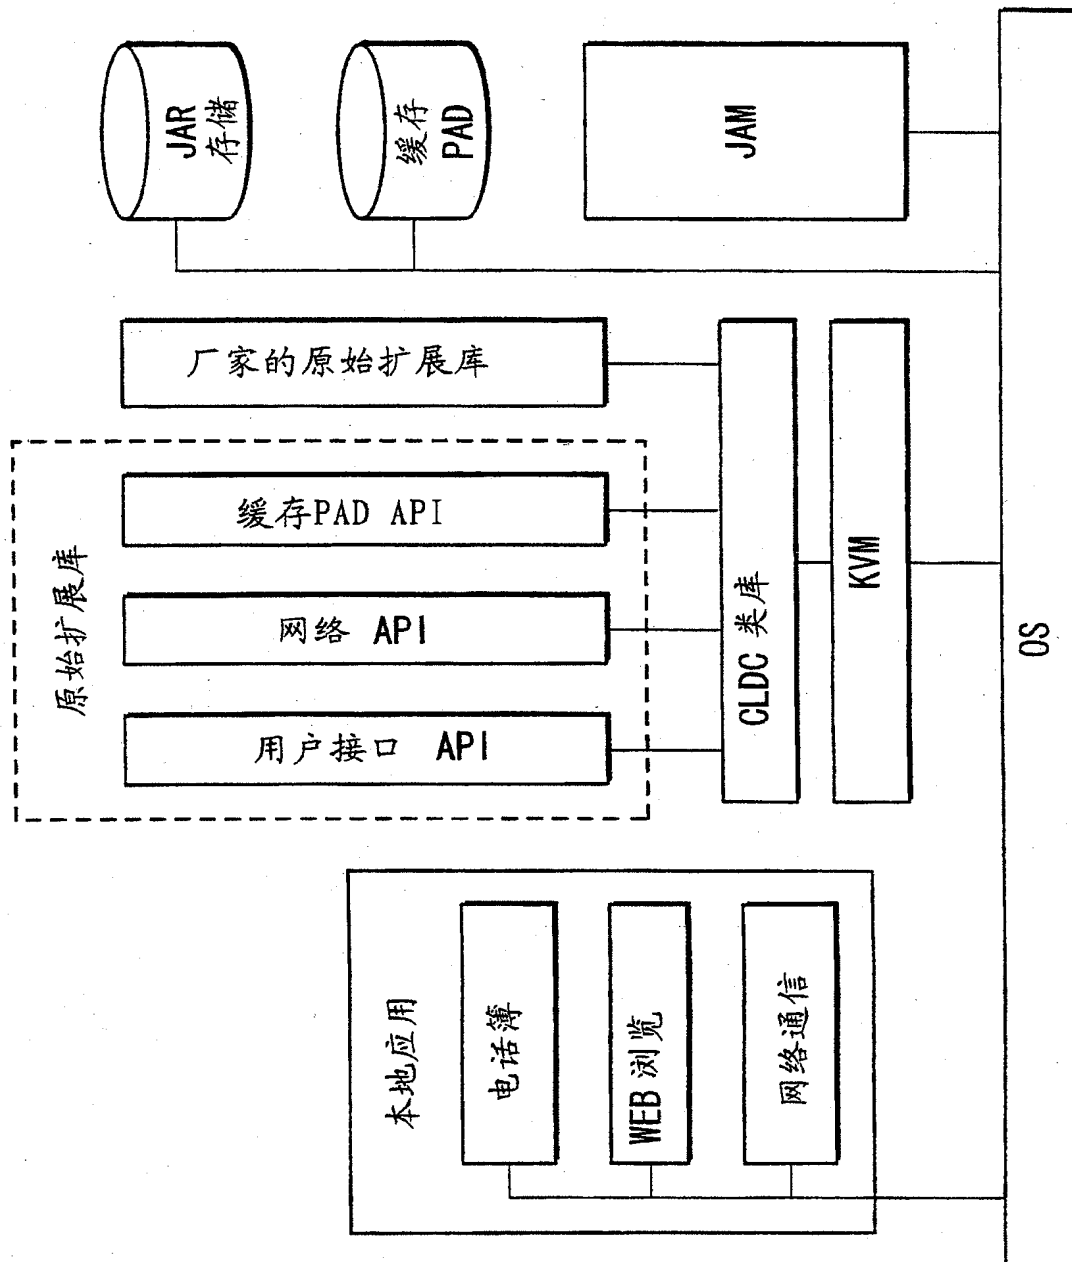 JAR
存储
缓存
PAD
JAM
厂家的原始扩展库
原始扩展库
缓存PAD API
网络 API
用户接口 API
CLDC 类库
KVM
OS
本地应用
电话簿
WEB 浏览
网络通信